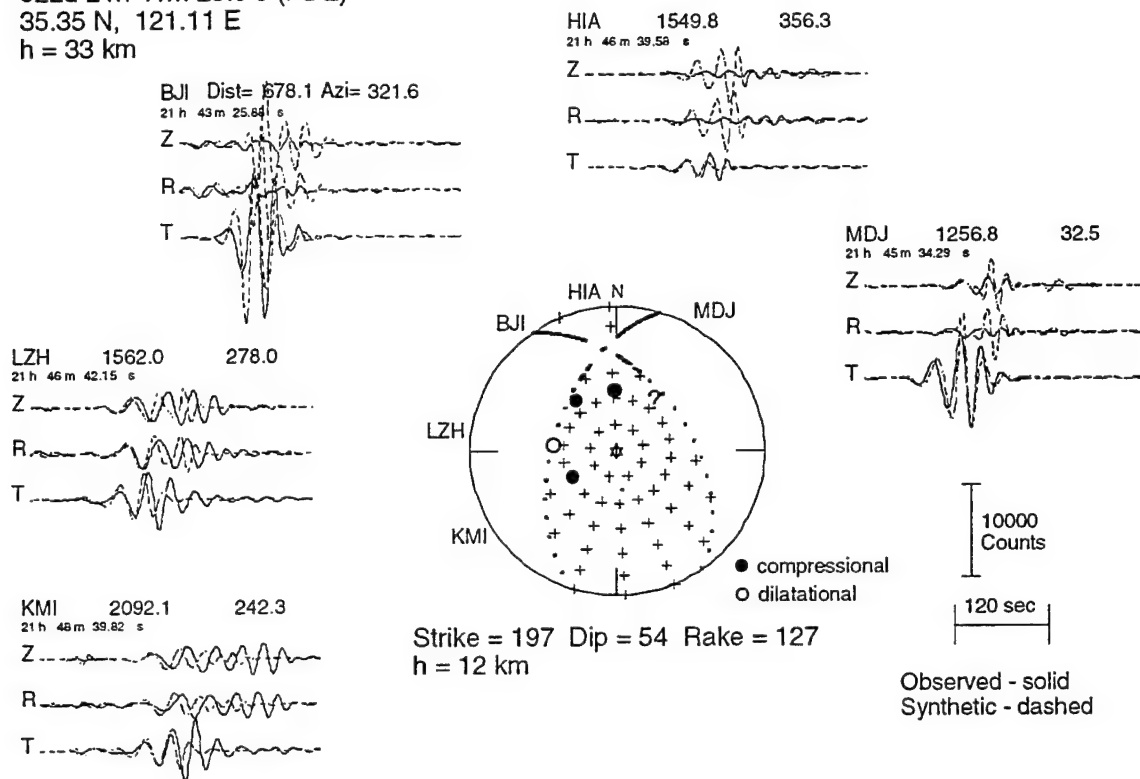 35.35 N, 121.11 E
h = 33 km
HIA 1549.8 356.3
21 h 46 m 39.58 s
Z
R
T
BJI Dist= 678.1 Azi= 321.6
21 h 43 m 25.88 s
Z
R
T
MDJ 1256.8 32.5
21 h 45 m 34.29 s
Z
R
T
HIA N
BJI
MDJ
LZH 1562.0 278.0
21 h 46 m 42.15 s
Z
R
T
LZH
?
KMI
10000
Counts
compressional
dilatational
120 sec
KMI 2092.1 242.3
21 h 48 m 39.82 s
Z
R
T
Strike = 197 Dip = 54 Rake = 127
h = 12 km
Observed - solid
Synthetic - dashed